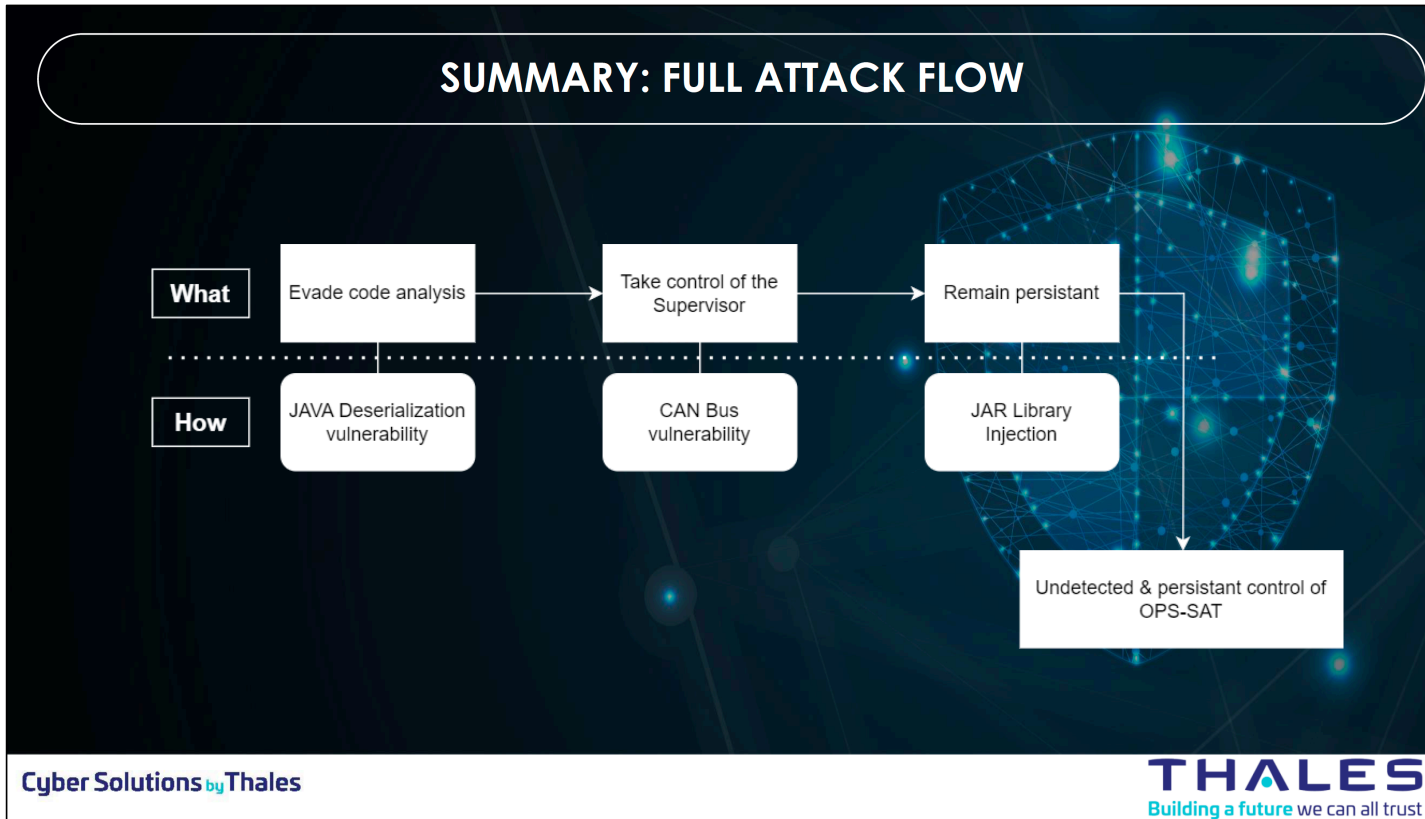 SUMMARY: FULL ATTACK FLOW
What
Evade code analysis
Take control of the
Supervisor
Remain persistant
How
JAVA Deserialization
vulnerability
CAN Bus
vulnerability
JAR Library
Injection
Undetected & persistant control of
OPS-SAT
Cyber Solutions by Thales
THALES
Building a future we can all trust